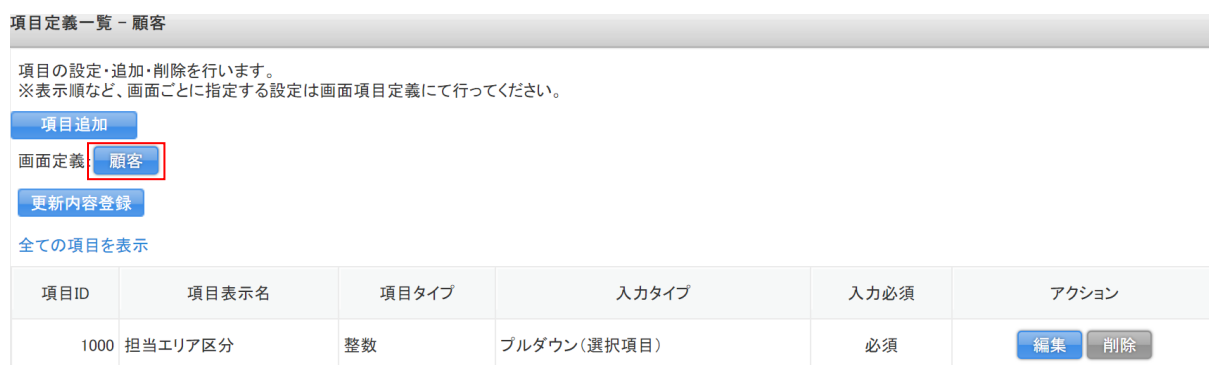 項目定義一覧 - 顧客
項目の設定・追加・削除を行います。
※表示順など、画面ごとに指定する設定は画面項目定義にて行ってください。
項目追加
画面定義: 顧客
更新内容登録
全ての項目を表示
項目ID 項目表示名 項目タイプ 入力タイプ 入力必須 アクション
1000 担当エリア区分 整数 プルダウン（選択項目） 必須 編集 削除